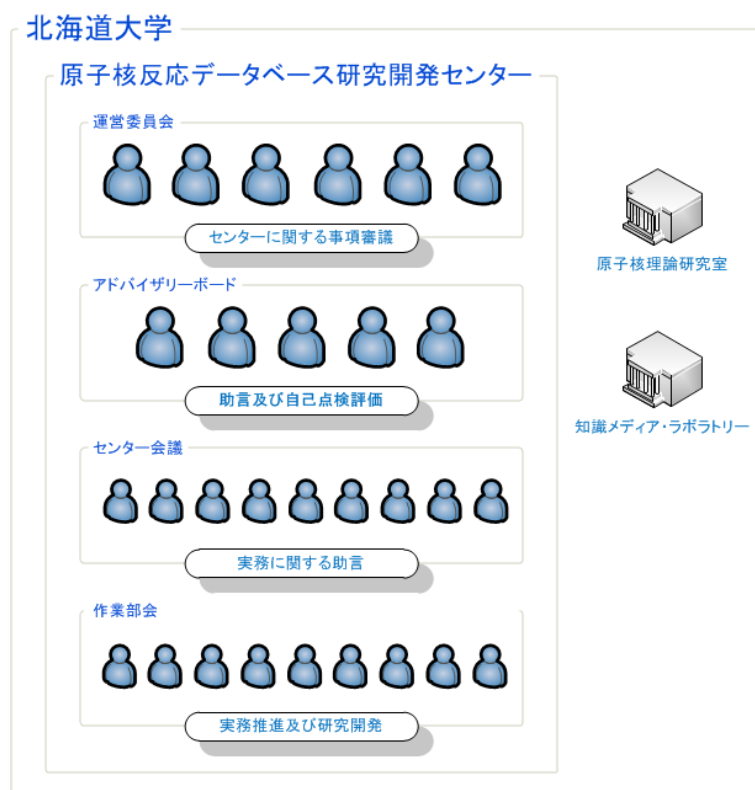 北海道大学
原子核反応データベース研究開発センター
運営委員会
センターに関する事項審議
アドバイザリーボード
助言及び自己点検評価
センター会議
実務に関する助言
作業部会
実務推進及び研究開発
原子核理論研究室
知識メディア・ラボラトリー